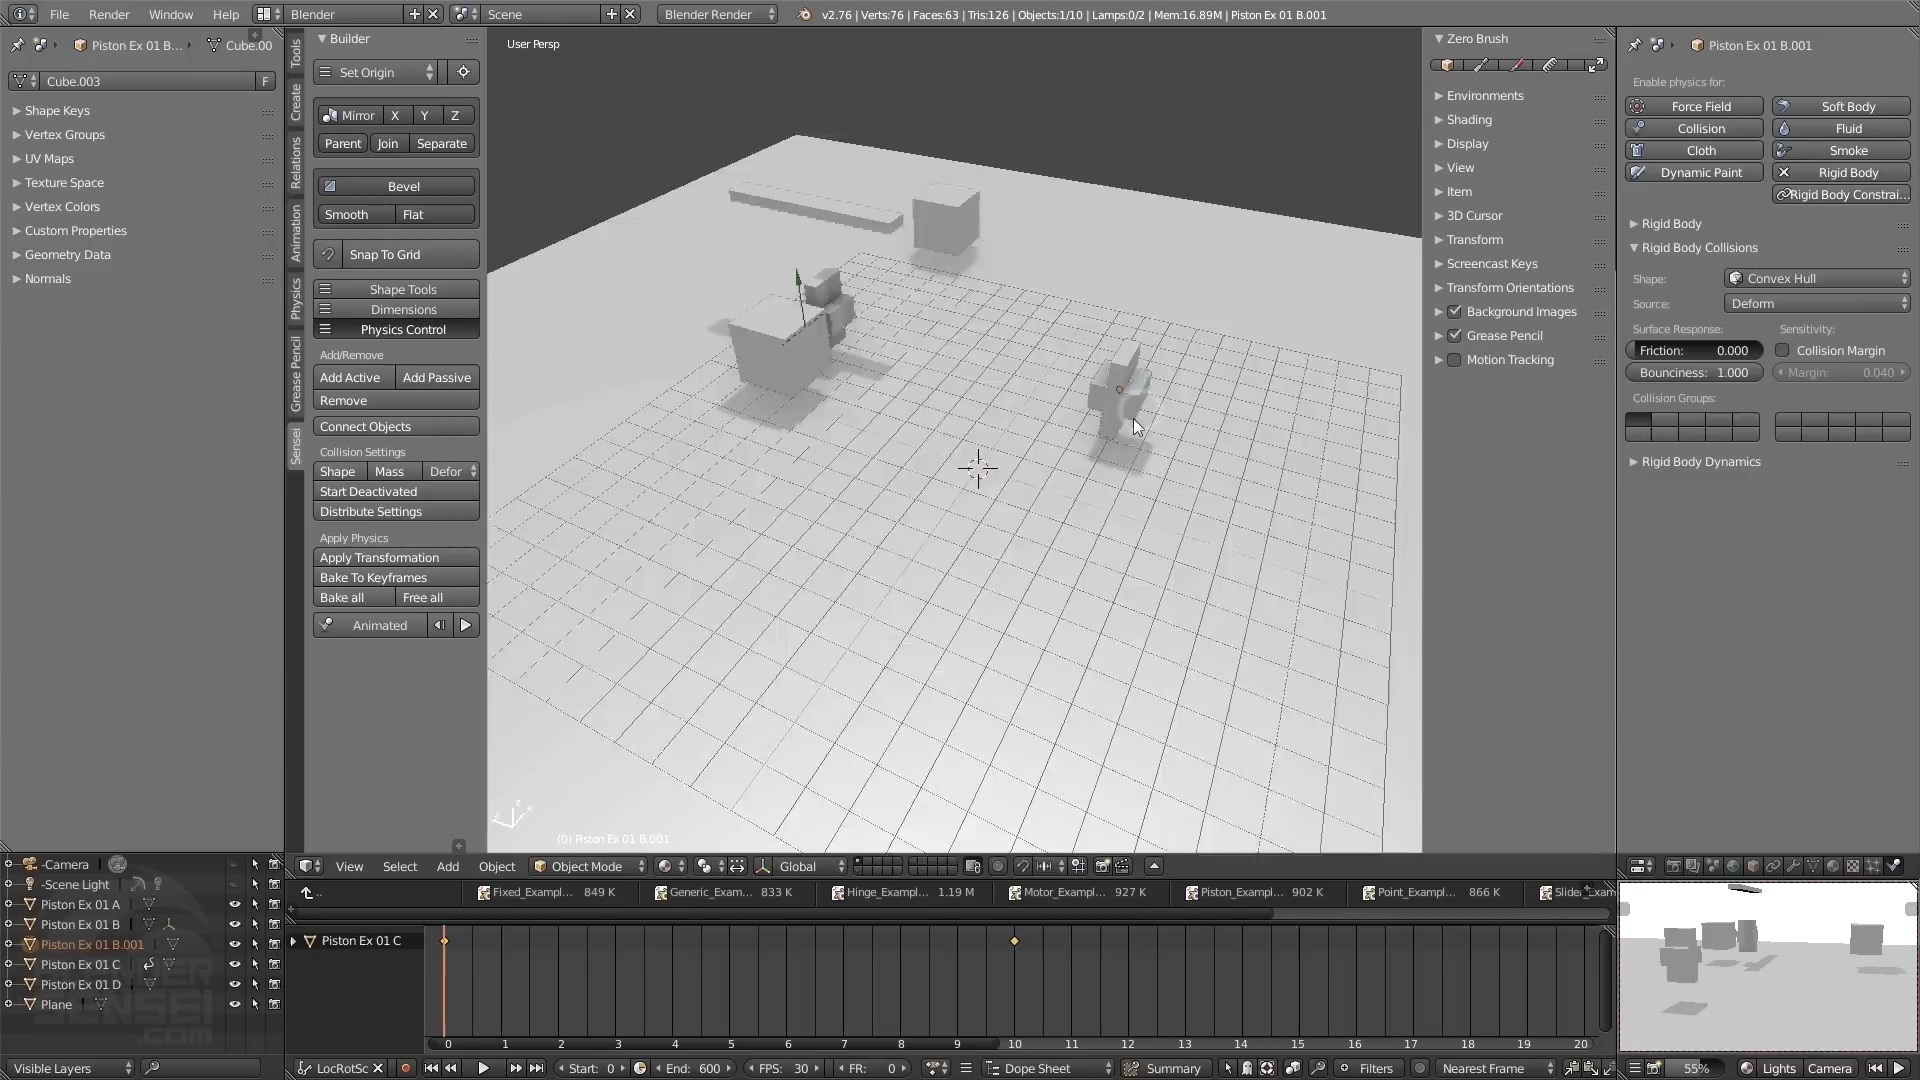 File Render Window Help Blender Scene Blender Render v2.76 | Verts:76 | Faces:63 | Tris:126 | Objects:1/10 | Lamps:0/2 | Mem:16.89M | Piston Ex 01 B.001
Piston Ex 01 B... Cube.00
Cube.003 F
Shape Keys
Vertex Groups
UV Maps
Texture Space
Vertex Colors
Custom Properties
Geometry Data
Normals
Tools
Create
Relations
Animation
Physics
Grease Pencil
Sensei
Builder
Set Origin
Mirror X Y Z
Parent Join Separate
Bevel
Smooth Flat
Snap To Grid
Shape Tools
Dimensions
Physics Control
Add/Remove
Add Active Add Passive
Remove
Connect Objects
Collision Settings
Shape Mass Defor
Start Deactivated
Distribute Settings
Apply Physics
Apply Transformation
Bake To Keyframes
Bake all Free all
Animated
User Persp
(0) Piston Ex 01 B.001
Zero Brush
Environments
Shading
Display
View
Item
3D Cursor
Transform
Screencast Keys
Transform Orientations
Background Images
Grease Pencil
Motion Tracking
Piston Ex 01 B.001
Enable physics for:
Force Field Soft Body
Collision Fluid
Cloth Smoke
Dynamic Paint Rigid Body
Rigid Body Constrai...
Rigid Body
Rigid Body Collisions
Shape: Convex Hull
Source: Deform
Surface Response: Sensitivity:
Friction: 0.000 Collision Margin
Bounciness: 1.000 Margin: 0.040
Collision Groups:
Rigid Body Dynamics
View Select Add Object Object Mode Global
-Camera
-Scene Light
Piston Ex 01 A
Piston Ex 01 B
Piston Ex 01 B.001
Piston Ex 01 C
Piston Ex 01 D
Plane
BLENDER
SENSEI
.COM
Visible Layers
.. Fixed_Exampl... 849 K Generic_Exam... 833 K Hinge_Exampl... 1.19 M Motor_Exampl... 927 K Piston_Exampl... 902 K Point_Exampl... 866 K
Piston Ex 01 C
0 1 2 3 4 5 6 7 8 9 10 11 12 13 14 15 16 17 18 19 20
LocRotSc Start: 0 End: 600 FPS: 30 FR: 0 Dope Sheet Summary Filters Nearest Frame
55% Lights Camera